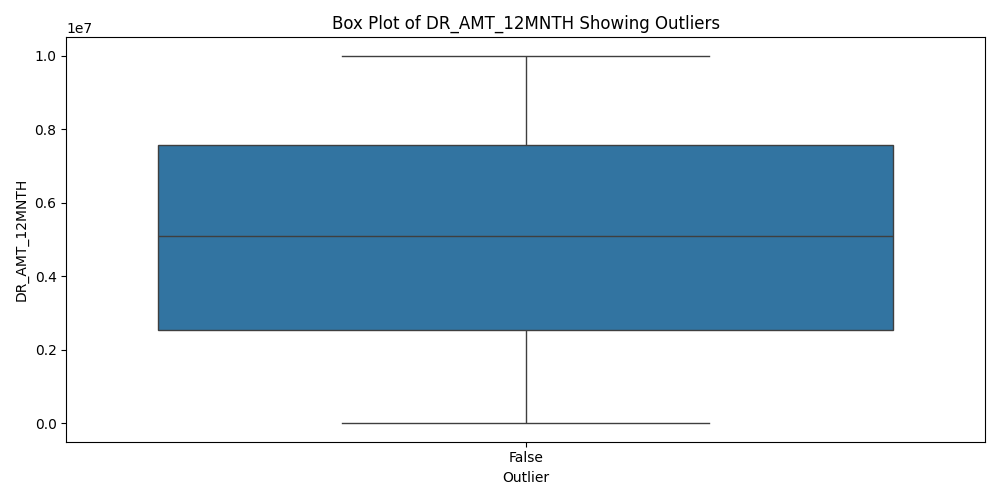 Box Plot of DR_AMT_12MNTH Showing Outliers
1e7
1.0
0.8
0.6
0.4
0.2
0.0
DR_AMT_12MNTH
False
Outlier